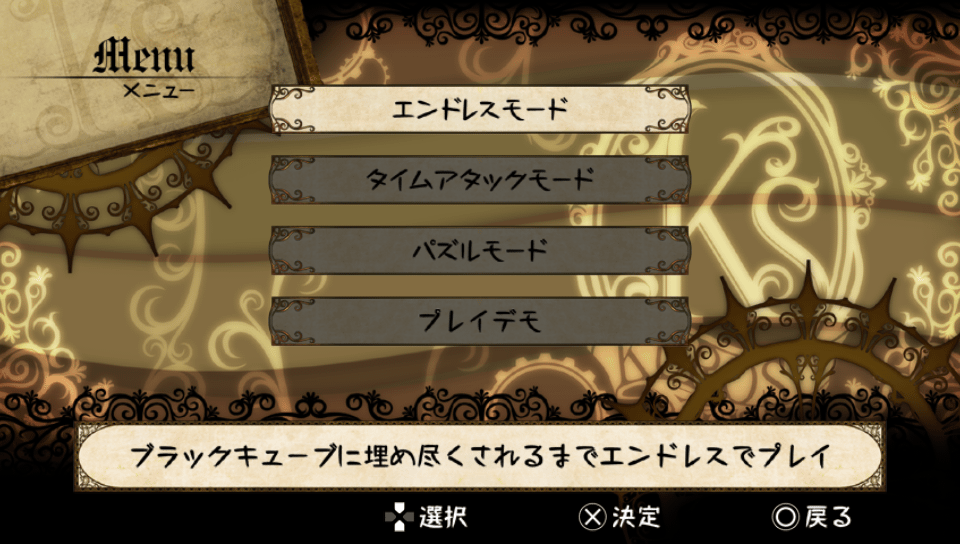 Menu
メニュー
エンドレスモード
タイムアタックモード
パズルモード
プレイデモ
KS
ブラックキューブに埋め尽くされるまでエンドレスでプレイ
選択 決定 戻る